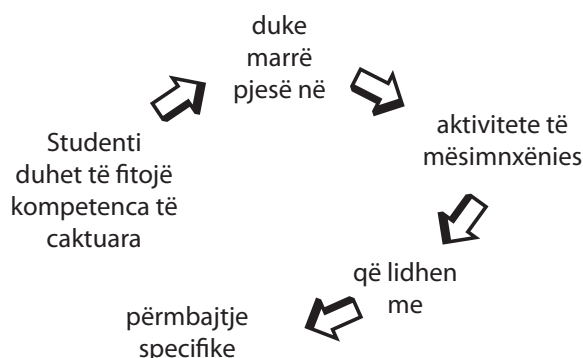 Studenti
duhet të fitojë
kompetenca të
caktuara
duke
marrë
pjesë në
aktivitete të
mësimnxënies
që lidhen
me
përmbajtje
specifike